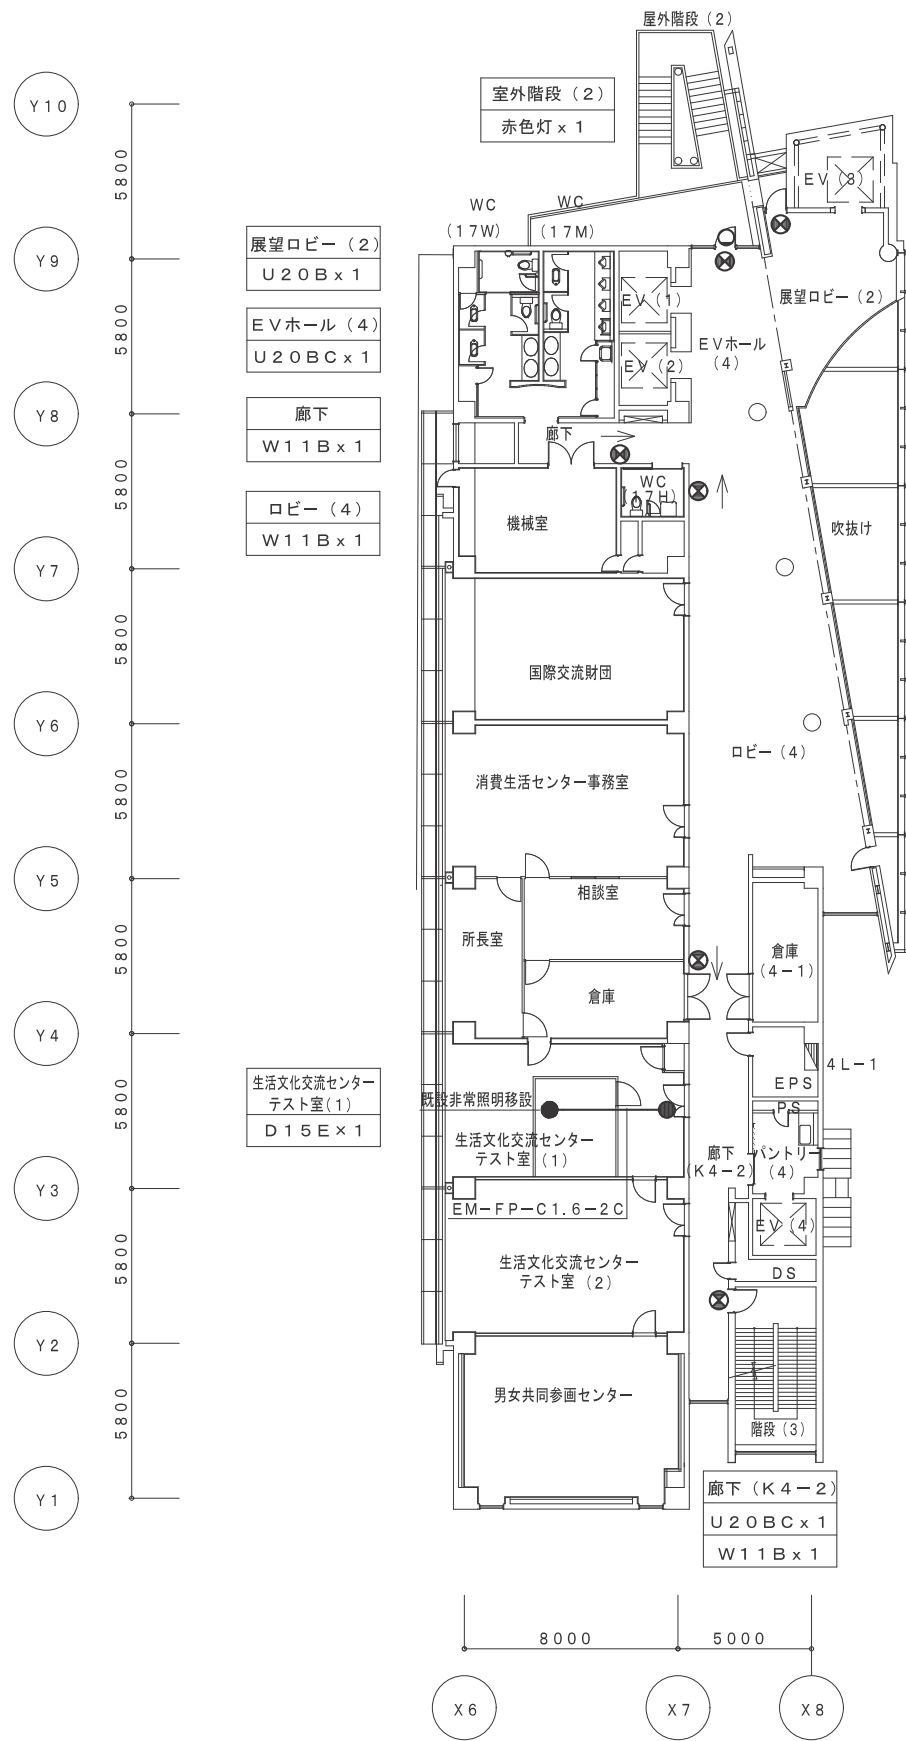 屋外階段（2）
Y10
室外階段（2）
赤色灯x1
5800
EV（3）
WC
（17W）
WC
（17M）
展望ロビー（2）
U20Bx1
Y9
EV（1）
展望ロビー（2）
EVホール（4）
U20BCx1
5800
EVホール
（4）
EV（2）
廊下
W11Bx1
Y8
廊下
ロビー（4）
W11Bx1
5800
WC
（17H）
機械室
吹抜け
Y7
5800
国際交流財団
Y6
ロビー（4）
消費生活センター事務室
5800
Y5
相談室
所長室
倉庫
（4－1）
5800
倉庫
Y4
4L－1
EPS
生活文化交流センター
テスト室(1)
D15E×1
5800
既設非常照明移設
PS
生活文化交流センター
テスト室（1）
廊下
（K4－2）
パントリー
（4）
Y3
EM－FP－C1.6－2C
EV（4）
5800
生活文化交流センター
テスト室（2）
DS
Y2
5800
男女共同参画センター
階段（3）
Y1
廊下（K4－2）
U20BCx1
W11Bx1
8000
5000
X6
X7
X8